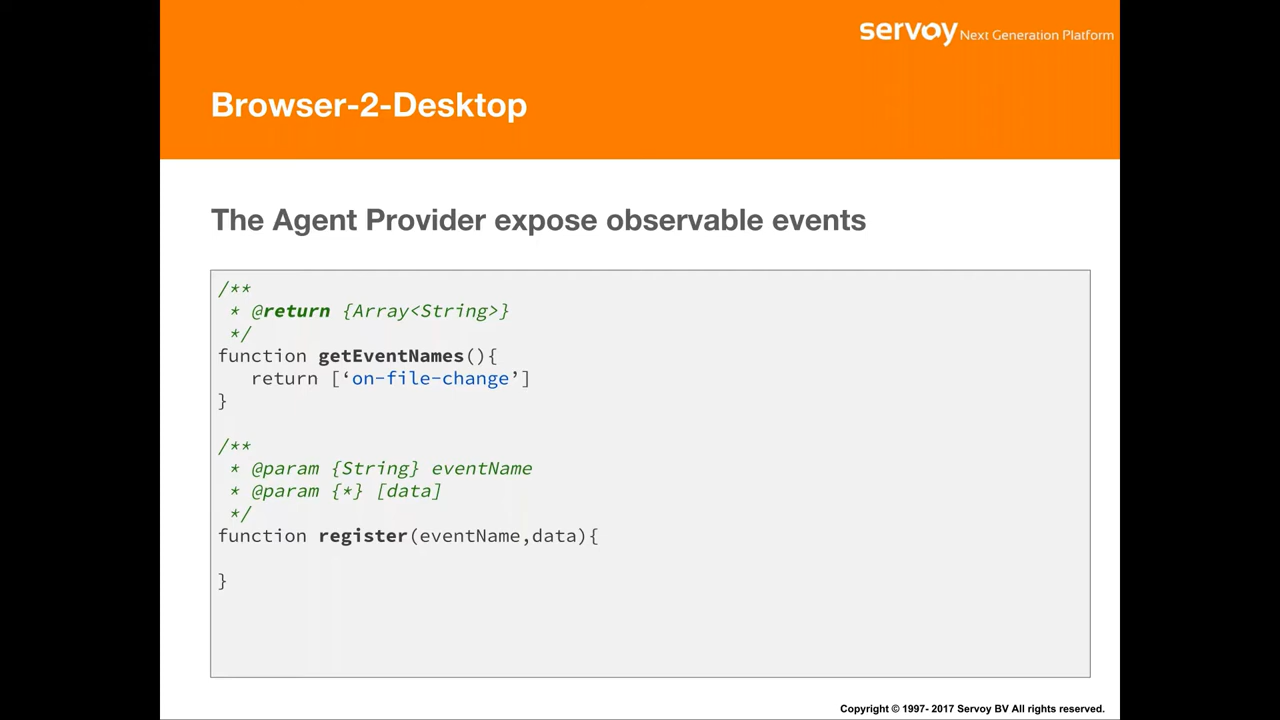 servoy Next Generation Platform
Browser-2-Desktop
The Agent Provider expose observable events
/**
 * @return {Array<String>}
 */
function getEventNames(){
   return [‘on-file-change’]
}
/**
 * @param {String} eventName
 * @param {*} [data]
 */
function register(eventName,data){
}
Copyright © 1997- 2017 Servoy BV All rights reserved.